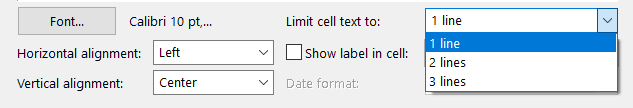 Font... Calibri 10 pt,... Limit cell text to: 1 line
1 line
Horizontal alignment: Left Show label in cell:
2 lines
3 lines
Vertical alignment: Center Date format: